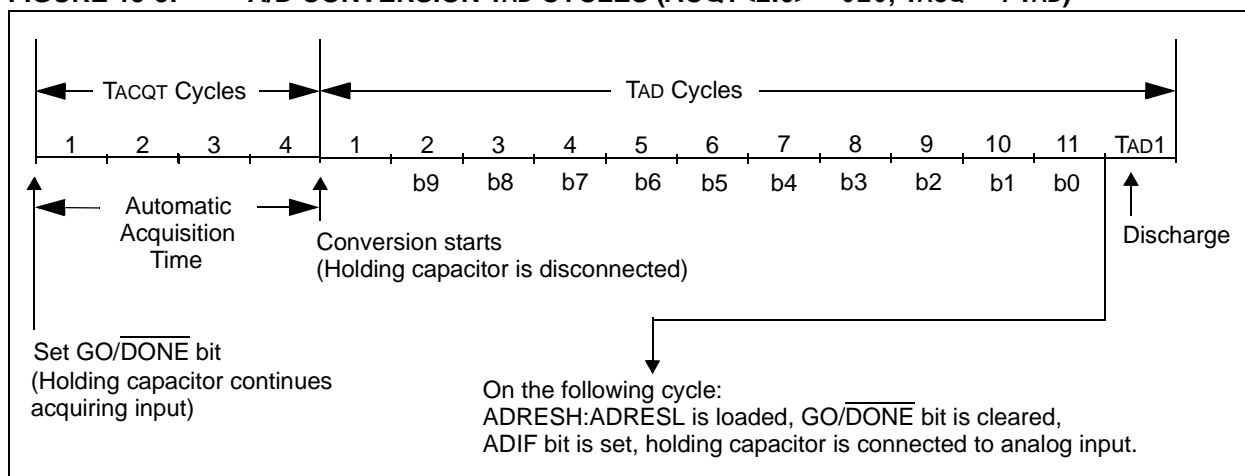 TACQT Cycles
TAD Cycles
1 2 3 4 1 2 3 4 5 6 7 8 9 10 11 TAD1
b9 b8 b7 b6 b5 b4 b3 b2 b1 b0
Automatic
Acquisition
Time
Conversion starts
(Holding capacitor is disconnected)
Discharge
Set GO/DONE bit
(Holding capacitor continues
acquiring input)
On the following cycle:
ADRESH:ADRESL is loaded, GO/DONE bit is cleared,
ADIF bit is set, holding capacitor is connected to analog input.